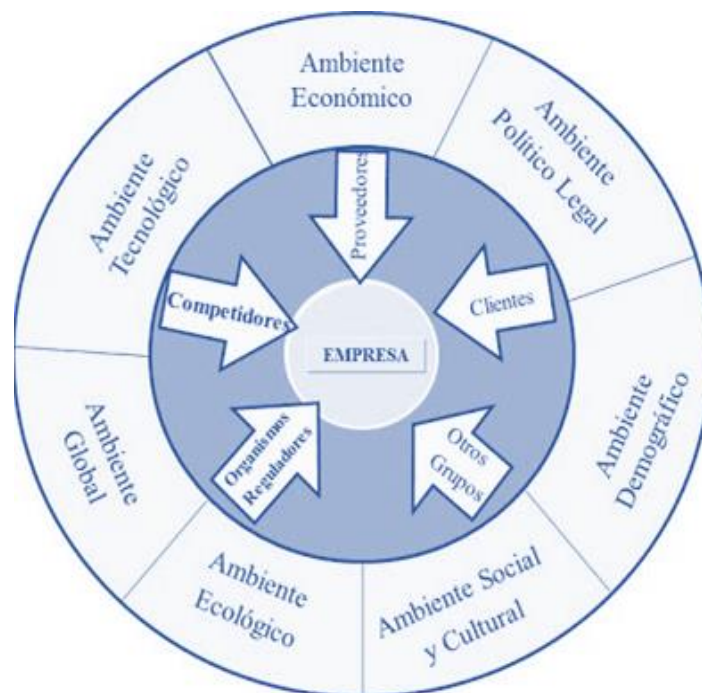 Ambiente
Económico
Ambiente
Político Legal
Ambiente
Demográfico
Ambiente Social
y Cultural
Ambiente
Ecológico
Ambiente
Global
Ambiente
Tecnológico
Proveedores
Clientes
Otros
Grupos
Organismos
Reguladores
Competidores
EMPRESA